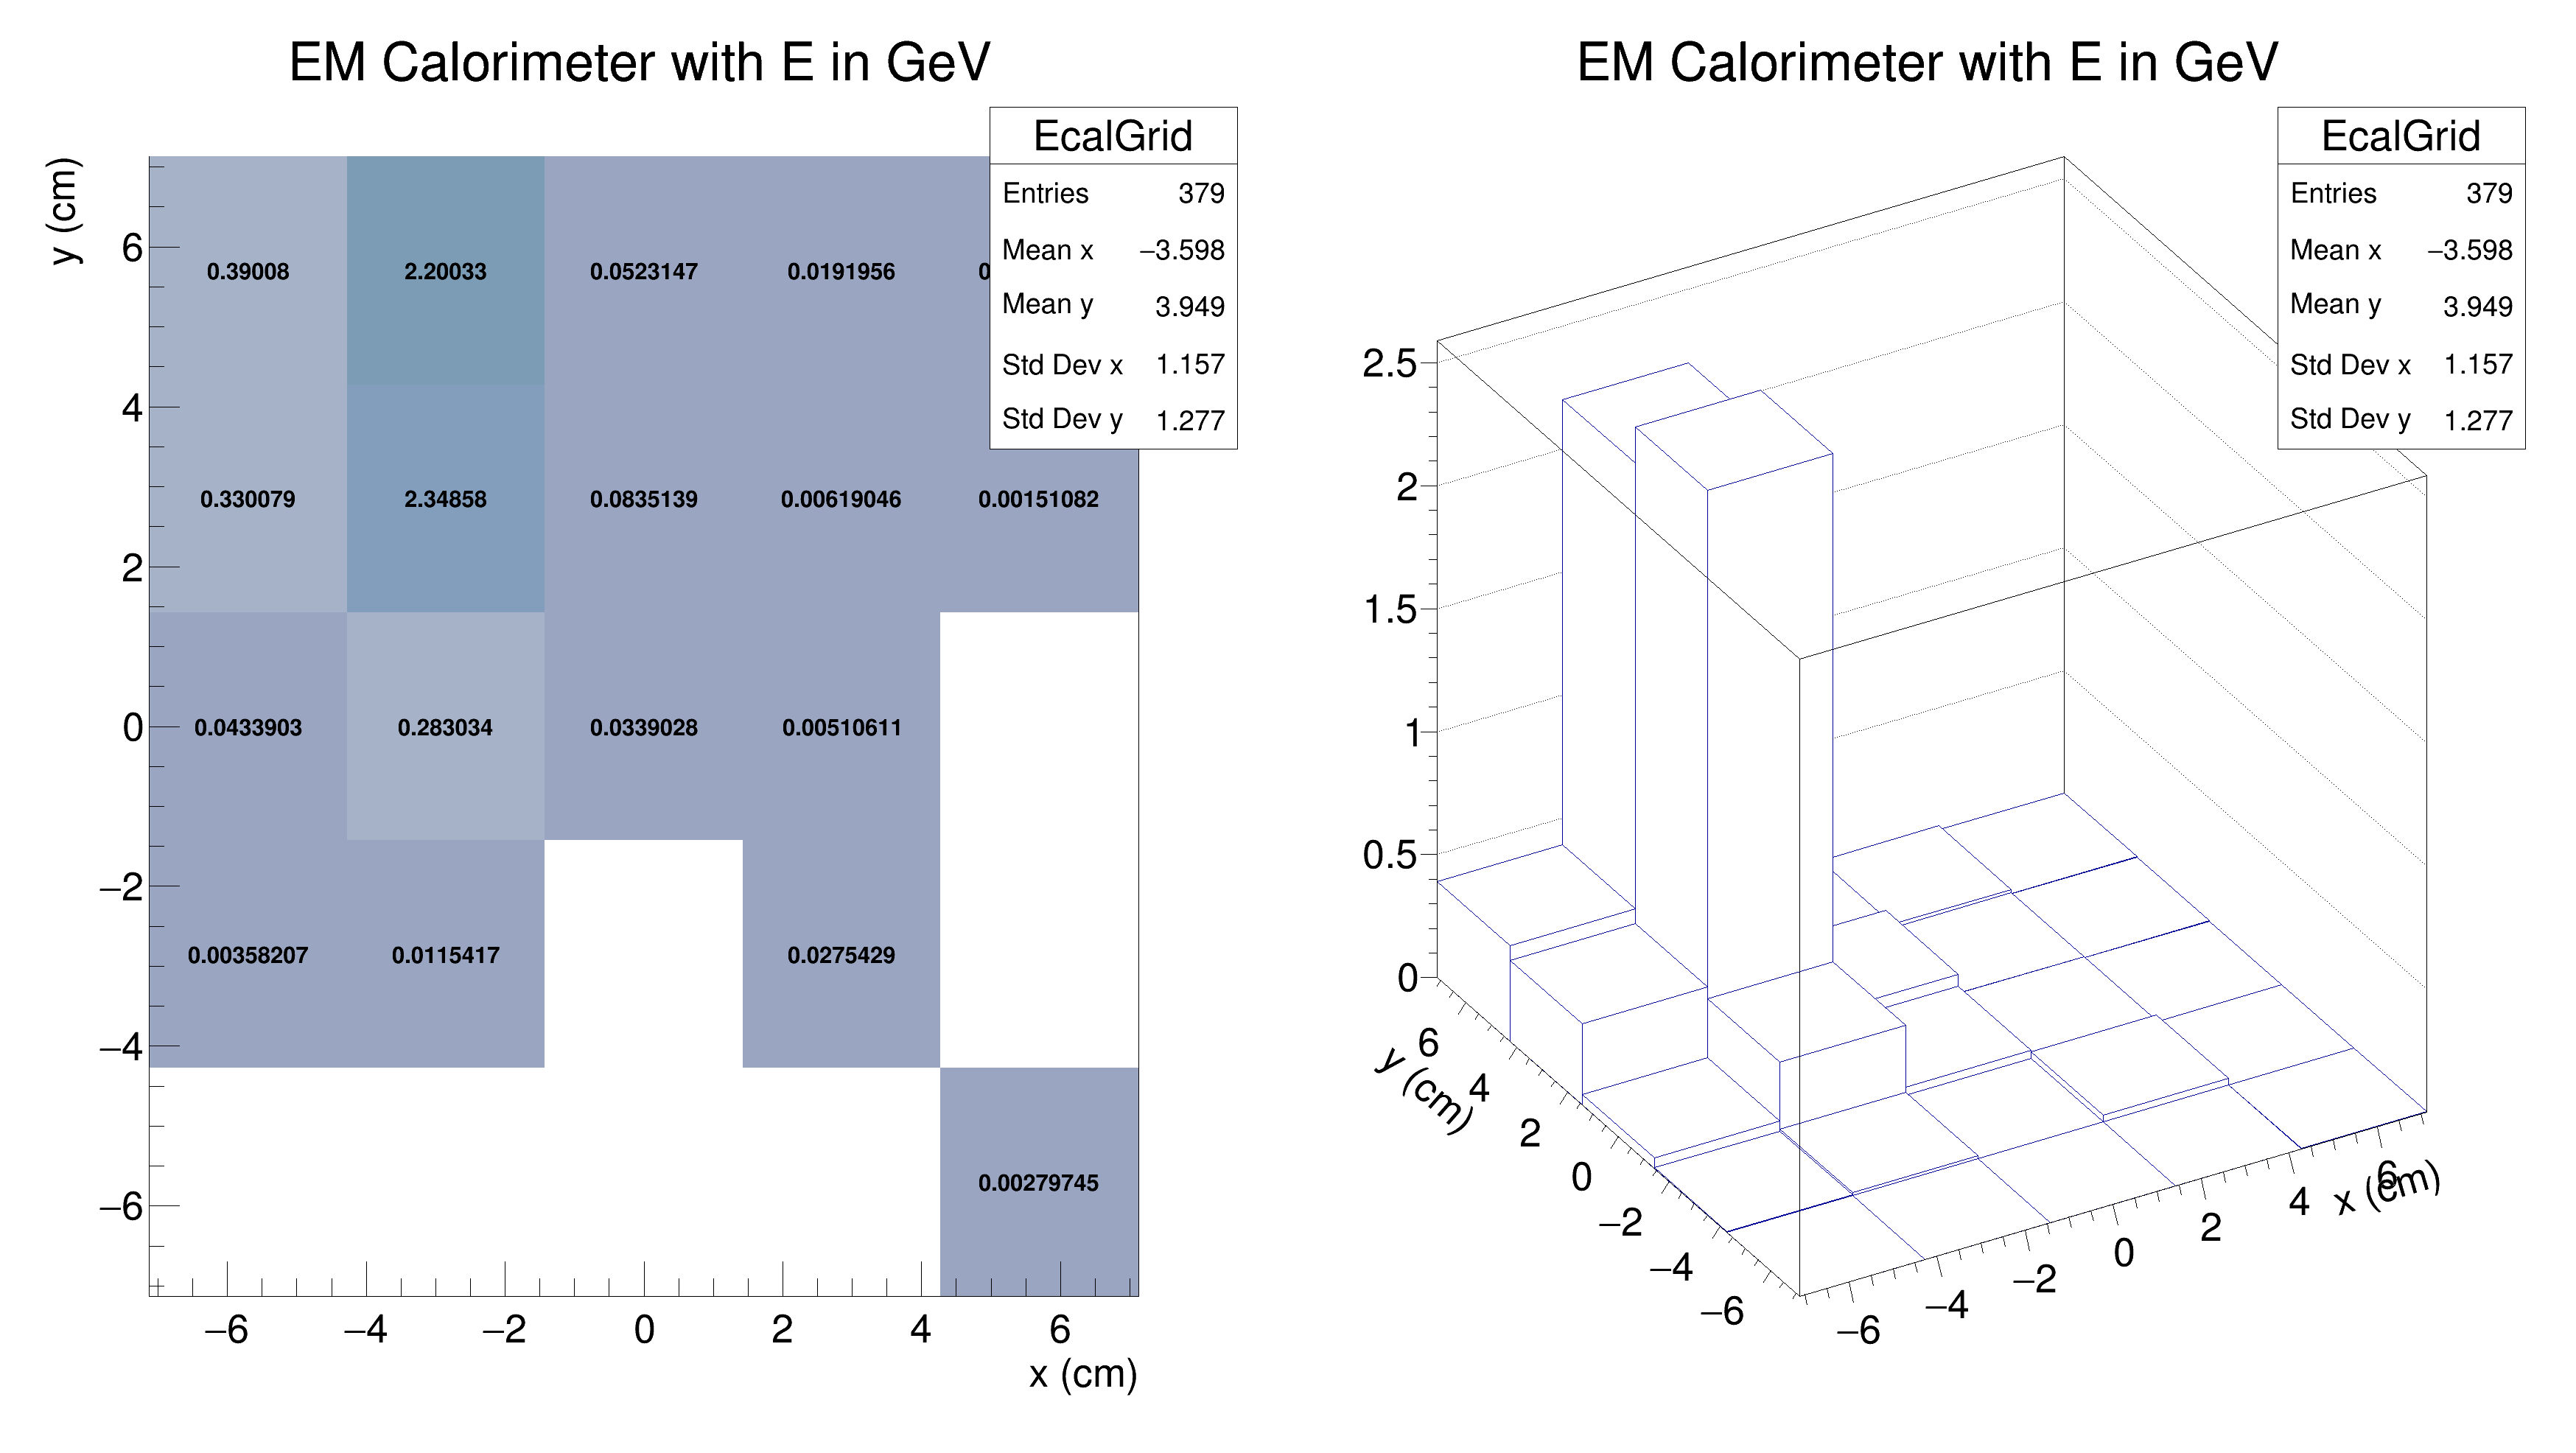 EM Calorimeter with E in GeV
EcalGrid
Entries 379
Mean x −3.598
Mean y 3.949
Std Dev x 1.157
Std Dev y 1.277
y (cm)
6
4
2
0
−2
−4
−6
0.39008 2.20033 0.0523147 0.0191956 0
0.330079 2.34858 0.0835139 0.00619046 0.00151082
0.0433903 0.283034 0.0339028 0.00510611
0.00358207 0.0115417 0.0275429
0.00279745
−6 −4 −2 0 2 4 6
x (cm)
EM Calorimeter with E in GeV
EcalGrid
Entries 379
Mean x −3.598
Mean y 3.949
Std Dev x 1.157
Std Dev y 1.277
2.5
2
1.5
1
0.5
0
6
4
2
0
−2
−4
−6
y (cm)
−6
−4
−2
0
2
4
6
x (cm)